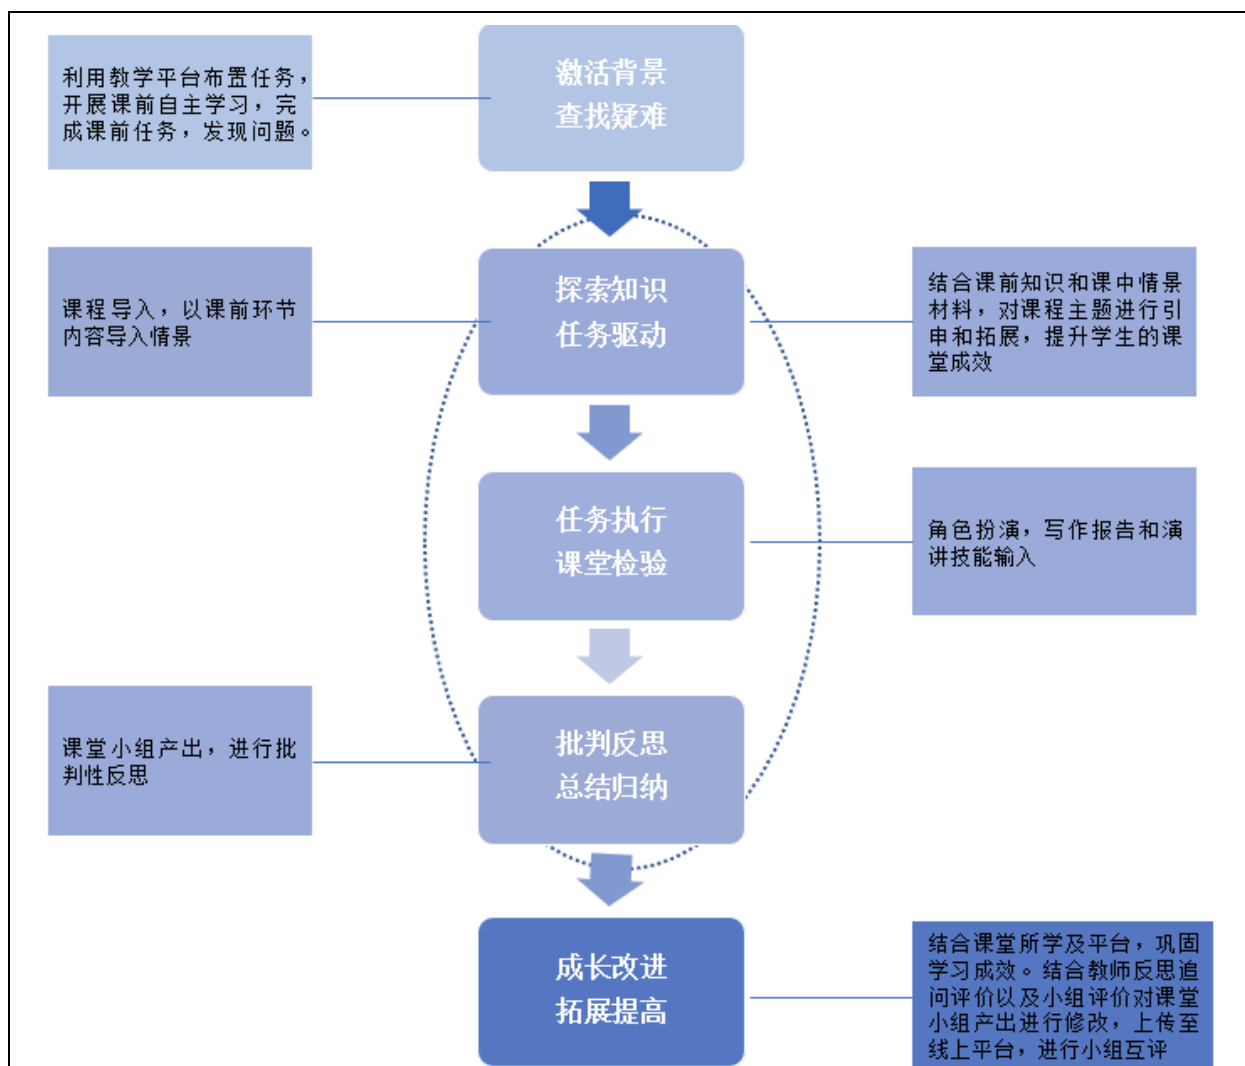 激活背景
查找疑难
利用教学平台布置任务，
开展课前自主学习，完
成课前任务，发现问题。
探索知识
任务驱动
课程导入，以课前环节
内容导入情景
结合课前知识和课中情景
材料，对课程主题进行引
申和拓展，提升学生的课
堂成效
任务执行
课堂检验
角色扮演，写作报告和演
讲技能输入
批判反思
总结归纳
课堂小组产出，进行批
判性反思
成长改进
拓展提高
结合课堂所学及平台，巩固
学习成效。结合教师反思追
问评价以及小组评价对课堂
小组产出进行修改，上传至
线上平台，进行小组互评